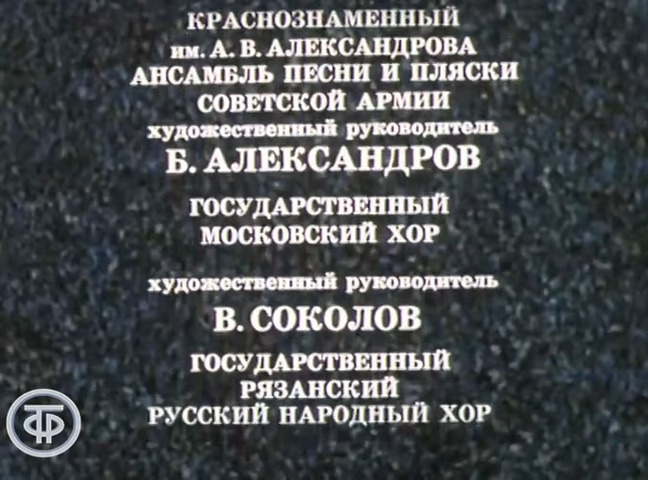 КРАСНОЗНАМЕННЫЙ
им. А. В. АЛЕКСАНДРОВА
АНСАМБЛЬ ПЕСНИ И ПЛЯСКИ
СОВЕТСКОЙ АРМИИ
художественный руководитель
Б. АЛЕКСАНДРОВ
ГОСУДАРСТВЕННЫЙ
МОСКОВСКИЙ ХОР
художественный руководитель
В. СОКОЛОВ
ГОСУДАРСТВЕННЫЙ
РЯЗАНСКИЙ
РУССКИЙ НАРОДНЫЙ ХОР